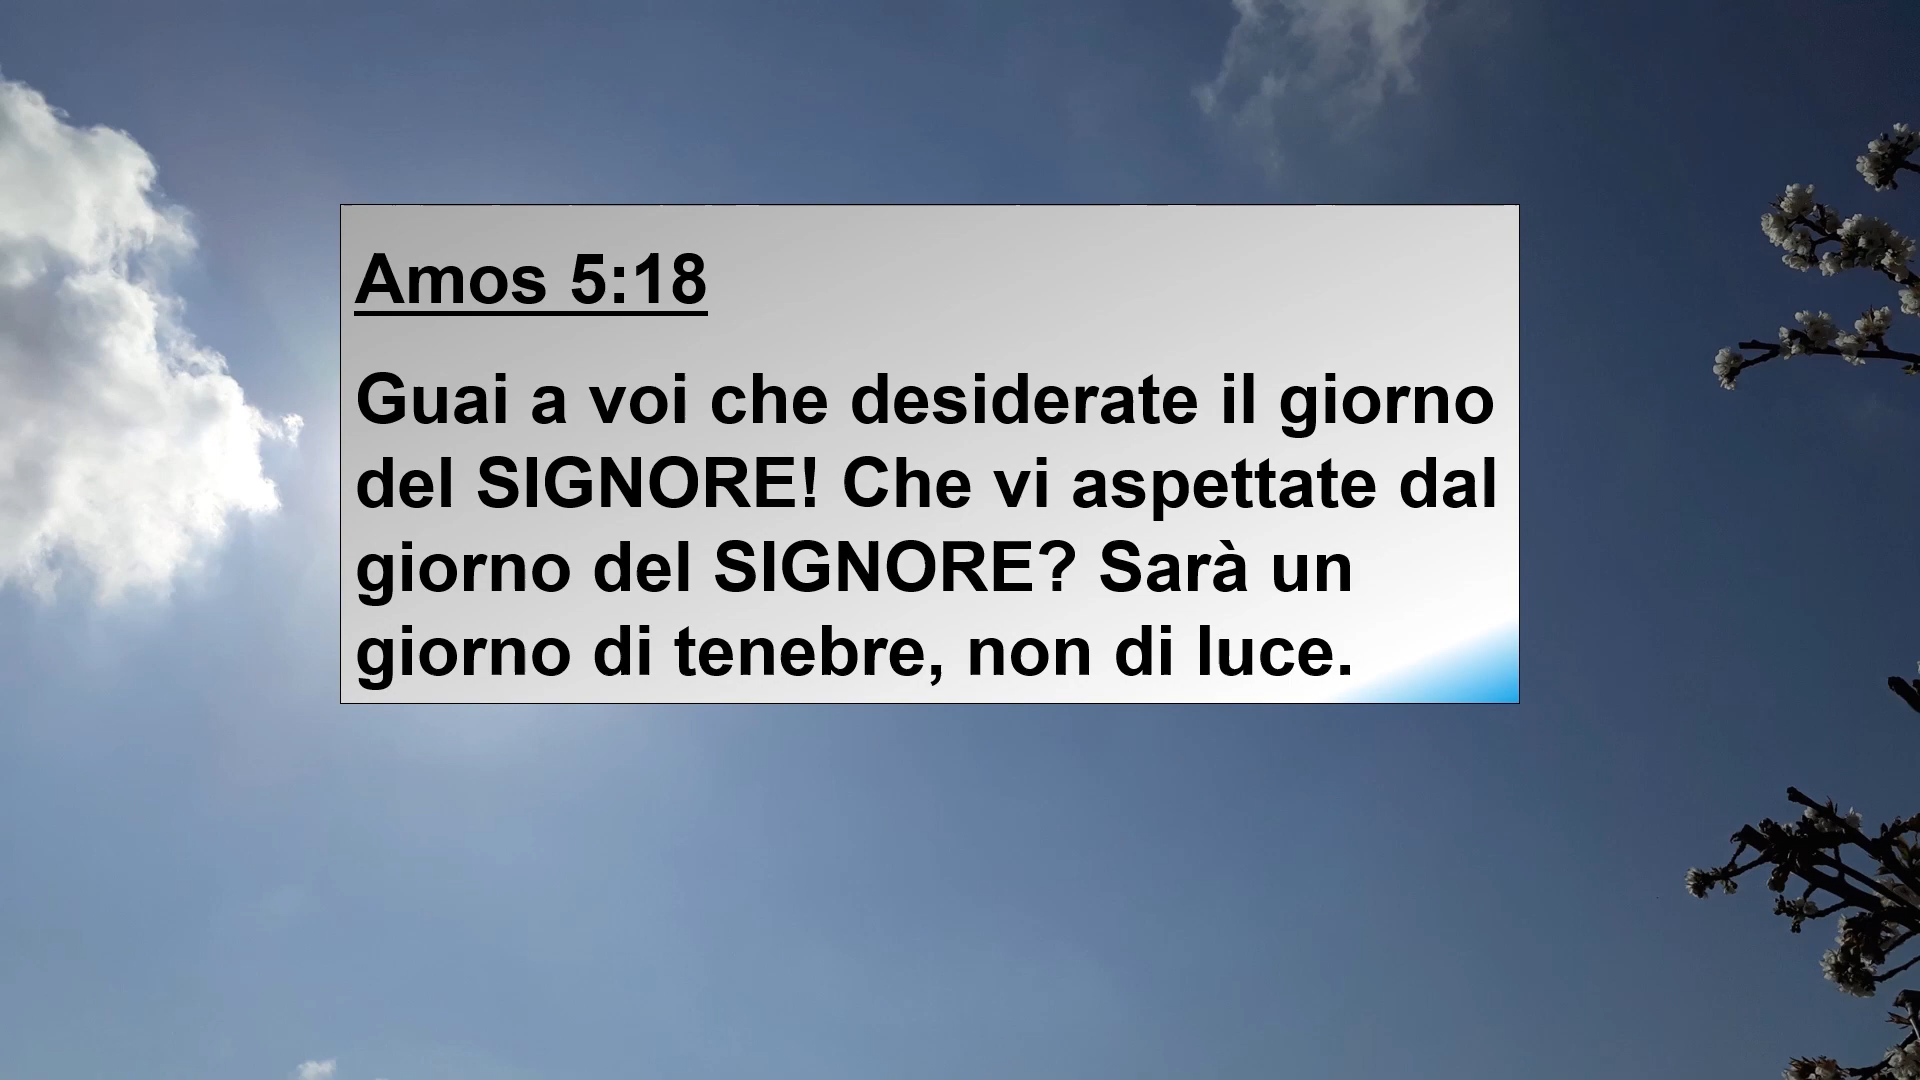 Amos 5:18
Guai a voi che desiderate il giorno
del SIGNORE! Che vi aspettate dal
giorno del SIGNORE? Sarà un
giorno di tenebre, non di luce.